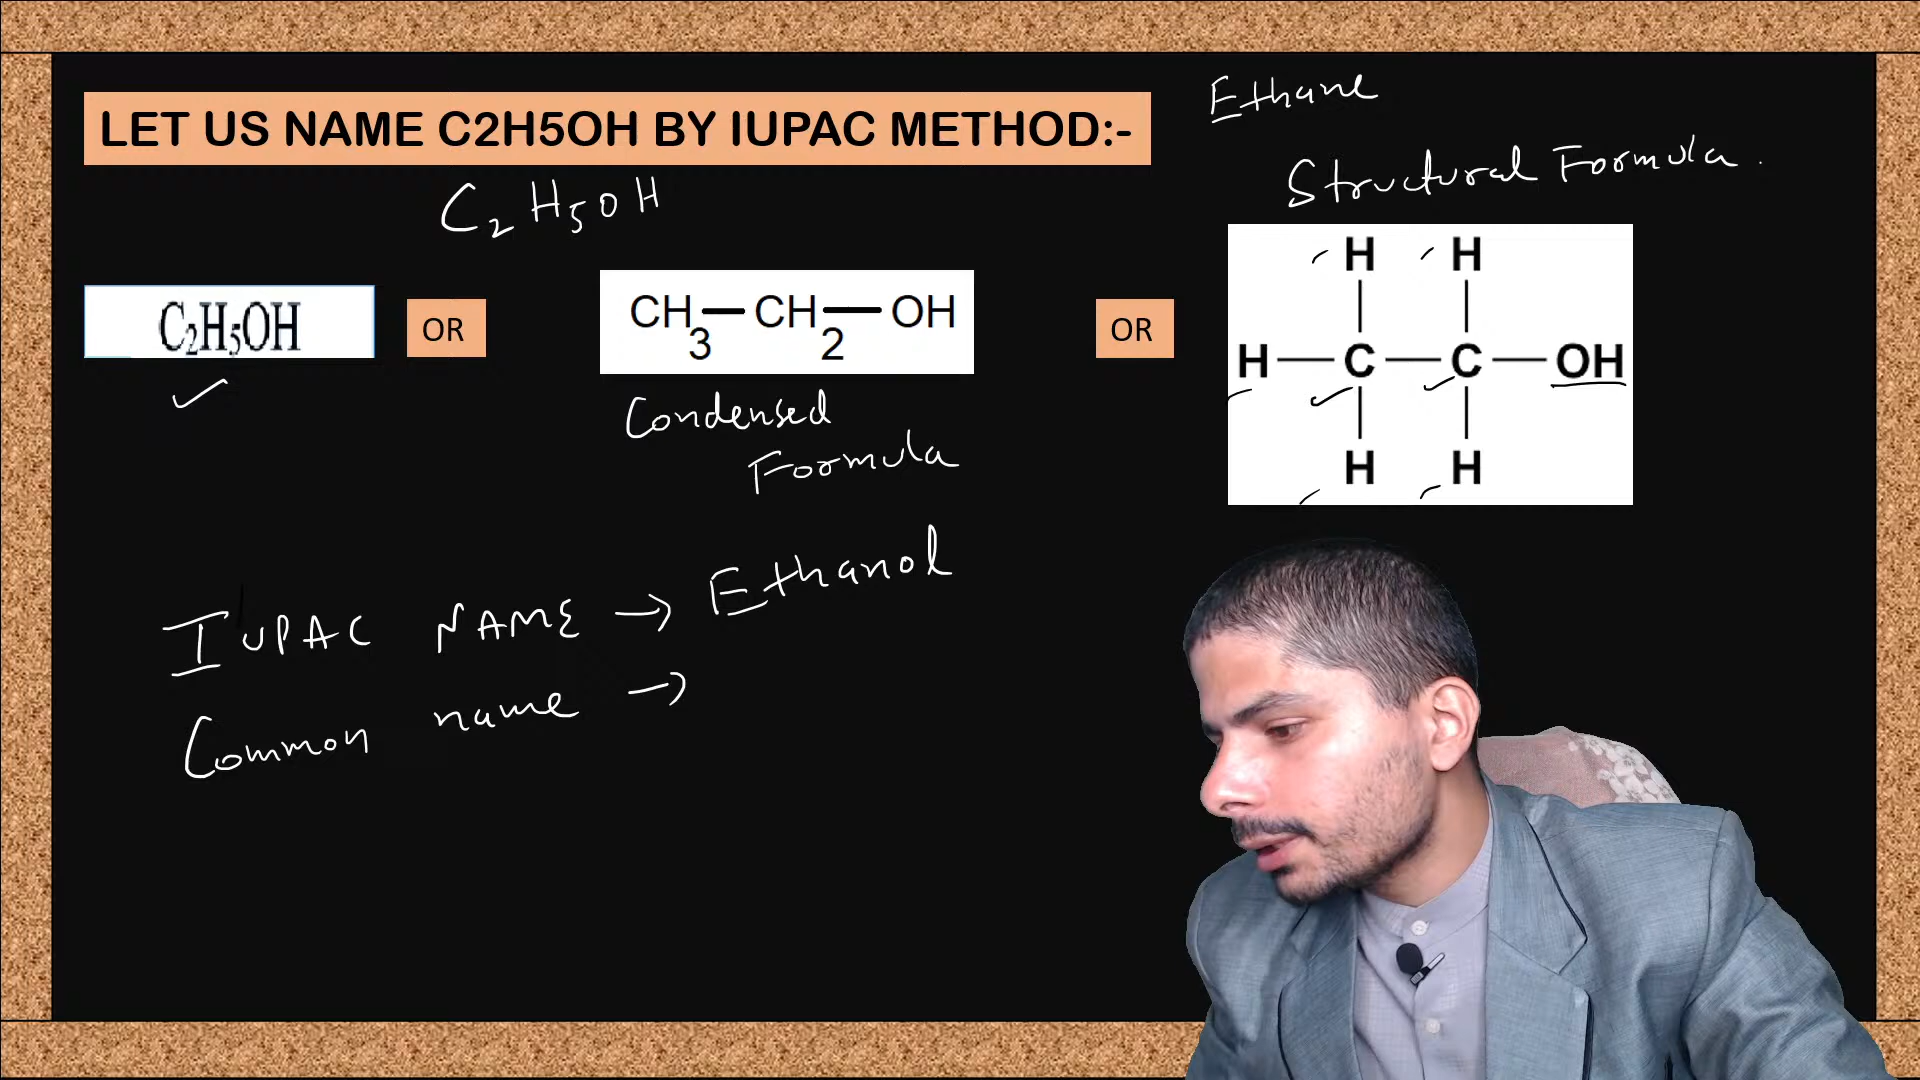 Ethane
LET US NAME C2H5OH BY IUPAC METHOD:-
Structural Formula.
C₂H₅OH
C₂H₅OH
OR
CH₃—CH₂—OH
OR
H H
H—C—C—OH
H H
Condensed
Formula
IUPAC NAME → Ethanol
Common name →